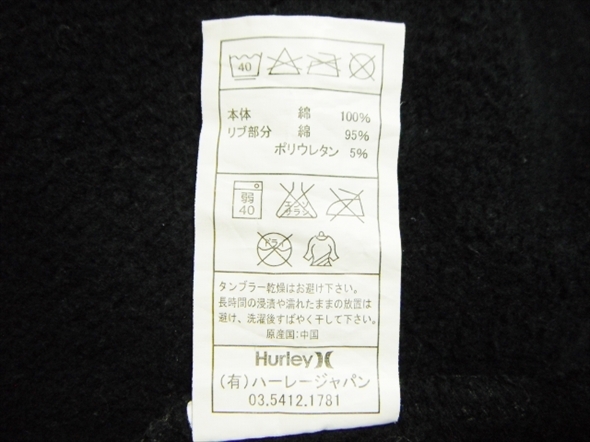 40
本体 綿 100%
リブ部分 綿 95%
ポリウレタン 5%
弱
40
エンソ
サラシ
ドライ
タンブラー乾燥はお避け下さい。
長時間の浸漬や濡れたままの放置は
避け、洗濯後すばやく干して下さい。
原産国:中国
Hurley
(有)ハーレージャパン
03.5412.1781